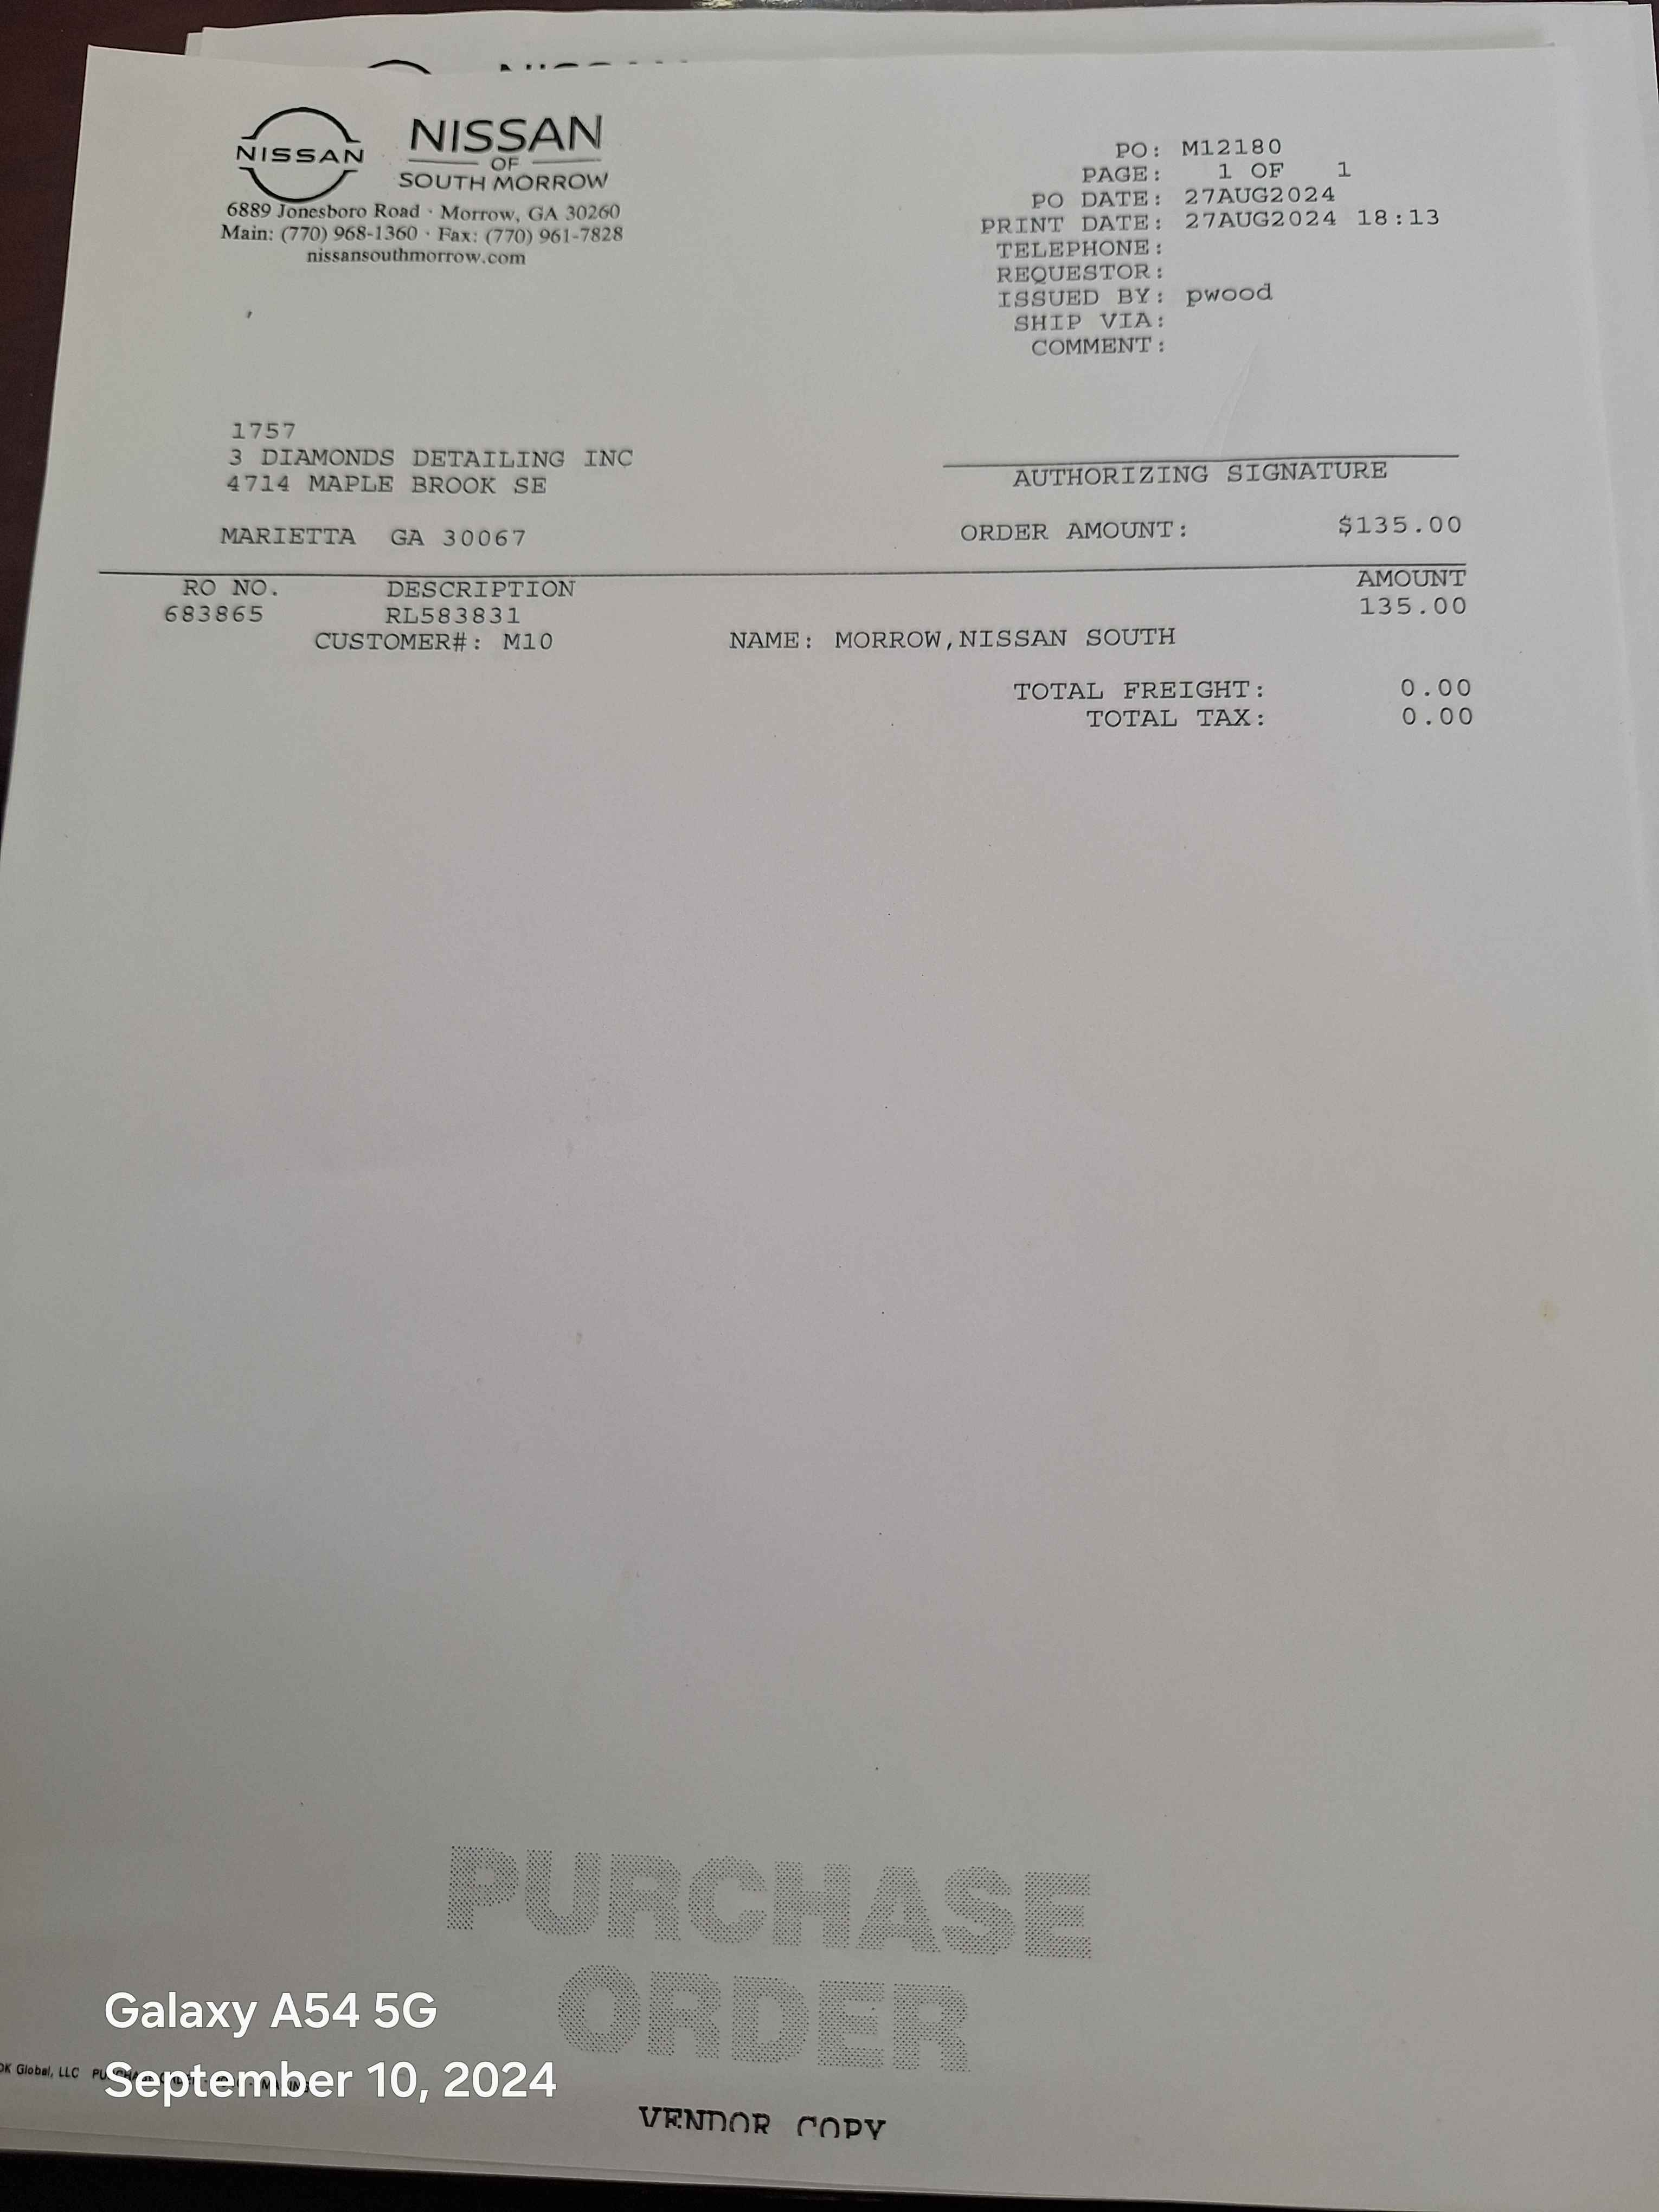 NISSAN
NISSAN
OF
SOUTH MORROW
6889 Jonesboro Road · Morrow, GA 30260
Main: (770) 968-1360 · Fax: (770) 961-7828
nissansouthmorrow.com
PO: M12180
PAGE: 1 OF 1
PO DATE: 27AUG2024
PRINT DATE: 27AUG2024 18:13
TELEPHONE:
REQUESTOR:
ISSUED BY: pwood
SHIP VIA:
COMMENT:
1757
3 DIAMONDS DETAILING INC
4714 MAPLE BROOK SE
MARIETTA GA 30067
AUTHORIZING SIGNATURE
ORDER AMOUNT: $135.00
RO NO. DESCRIPTION AMOUNT
683865 RL583831 135.00
CUSTOMER#: M10 NAME: MORROW,NISSAN SOUTH
TOTAL FREIGHT: 0.00
TOTAL TAX: 0.00
PURCHASE
ORDER
Galaxy A54 5G
Global, LLC
September 10, 2024
VENDOR COPY